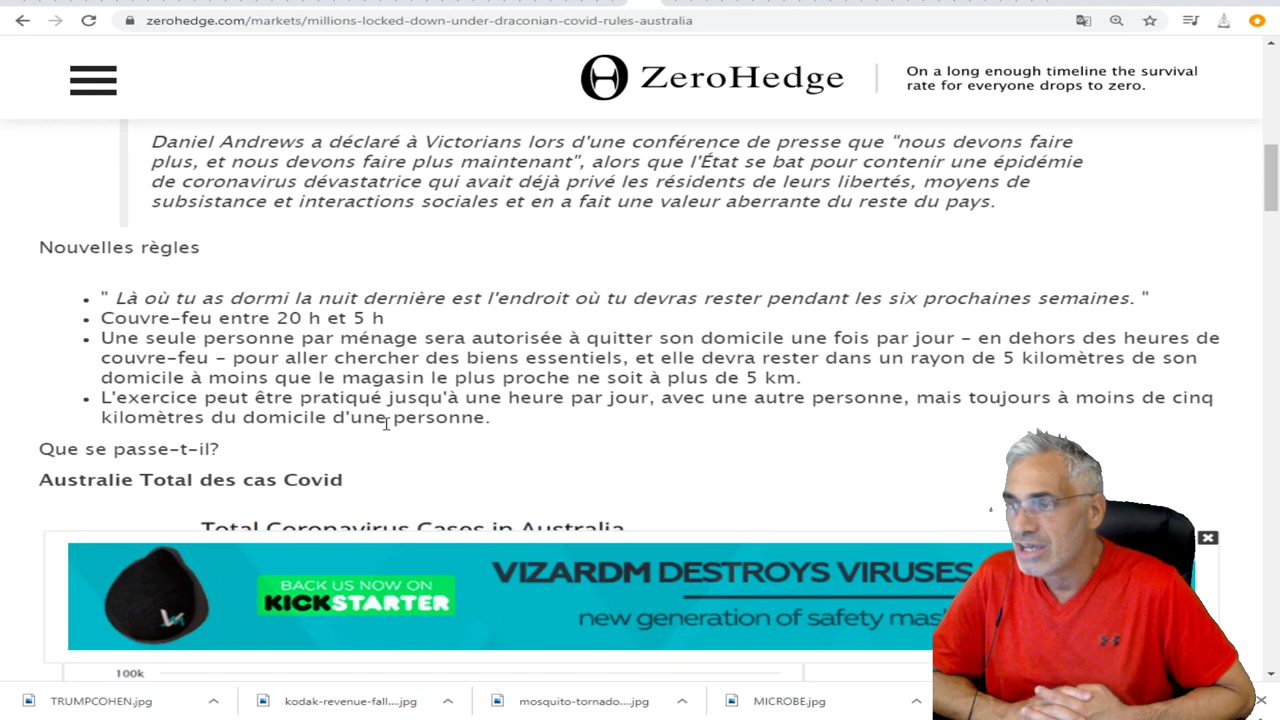 zerohedge.com/markets/millions-locked-down-under-draconian-covid-rules-australia
ZeroHedge
On a long enough timeline the survival
rate for everyone drops to zero.
Daniel Andrews a déclaré à Victorians lors d'une conférence de presse que "nous devons faire
plus, et nous devons faire plus maintenant", alors que l'État se bat pour contenir une épidémie
de coronavirus dévastatrice qui avait déjà privé les résidents de leurs libertés, moyens de
subsistance et interactions sociales et en a fait une valeur aberrante du reste du pays.
Nouvelles règles
• " Là où tu as dormi la nuit dernière est l'endroit où tu devras rester pendant les six prochaines semaines. "
• Couvre-feu entre 20 h et 5 h
• Une seule personne par ménage sera autorisée à quitter son domicile une fois par jour – en dehors des heures de
couvre-feu – pour aller chercher des biens essentiels, et elle devra rester dans un rayon de 5 kilomètres de son
domicile à moins que le magasin le plus proche ne soit à plus de 5 km.
• L'exercice peut être pratiqué jusqu'à une heure par jour, avec une autre personne, mais toujours à moins de cinq
kilomètres du domicile d'une personne.
Que se passe-t-il?
Australie Total des cas Covid
Total Coronavirus Cases in Australia
BACK US NOW ON
KICKSTARTER
VIZARDM DESTROYS VIRUSES
new generation of safety
100k
TRUMPCOHEN.jpg
kodak-revenue-fall....jpg
mosquito-tornado....jpg
MICROBE.jpg